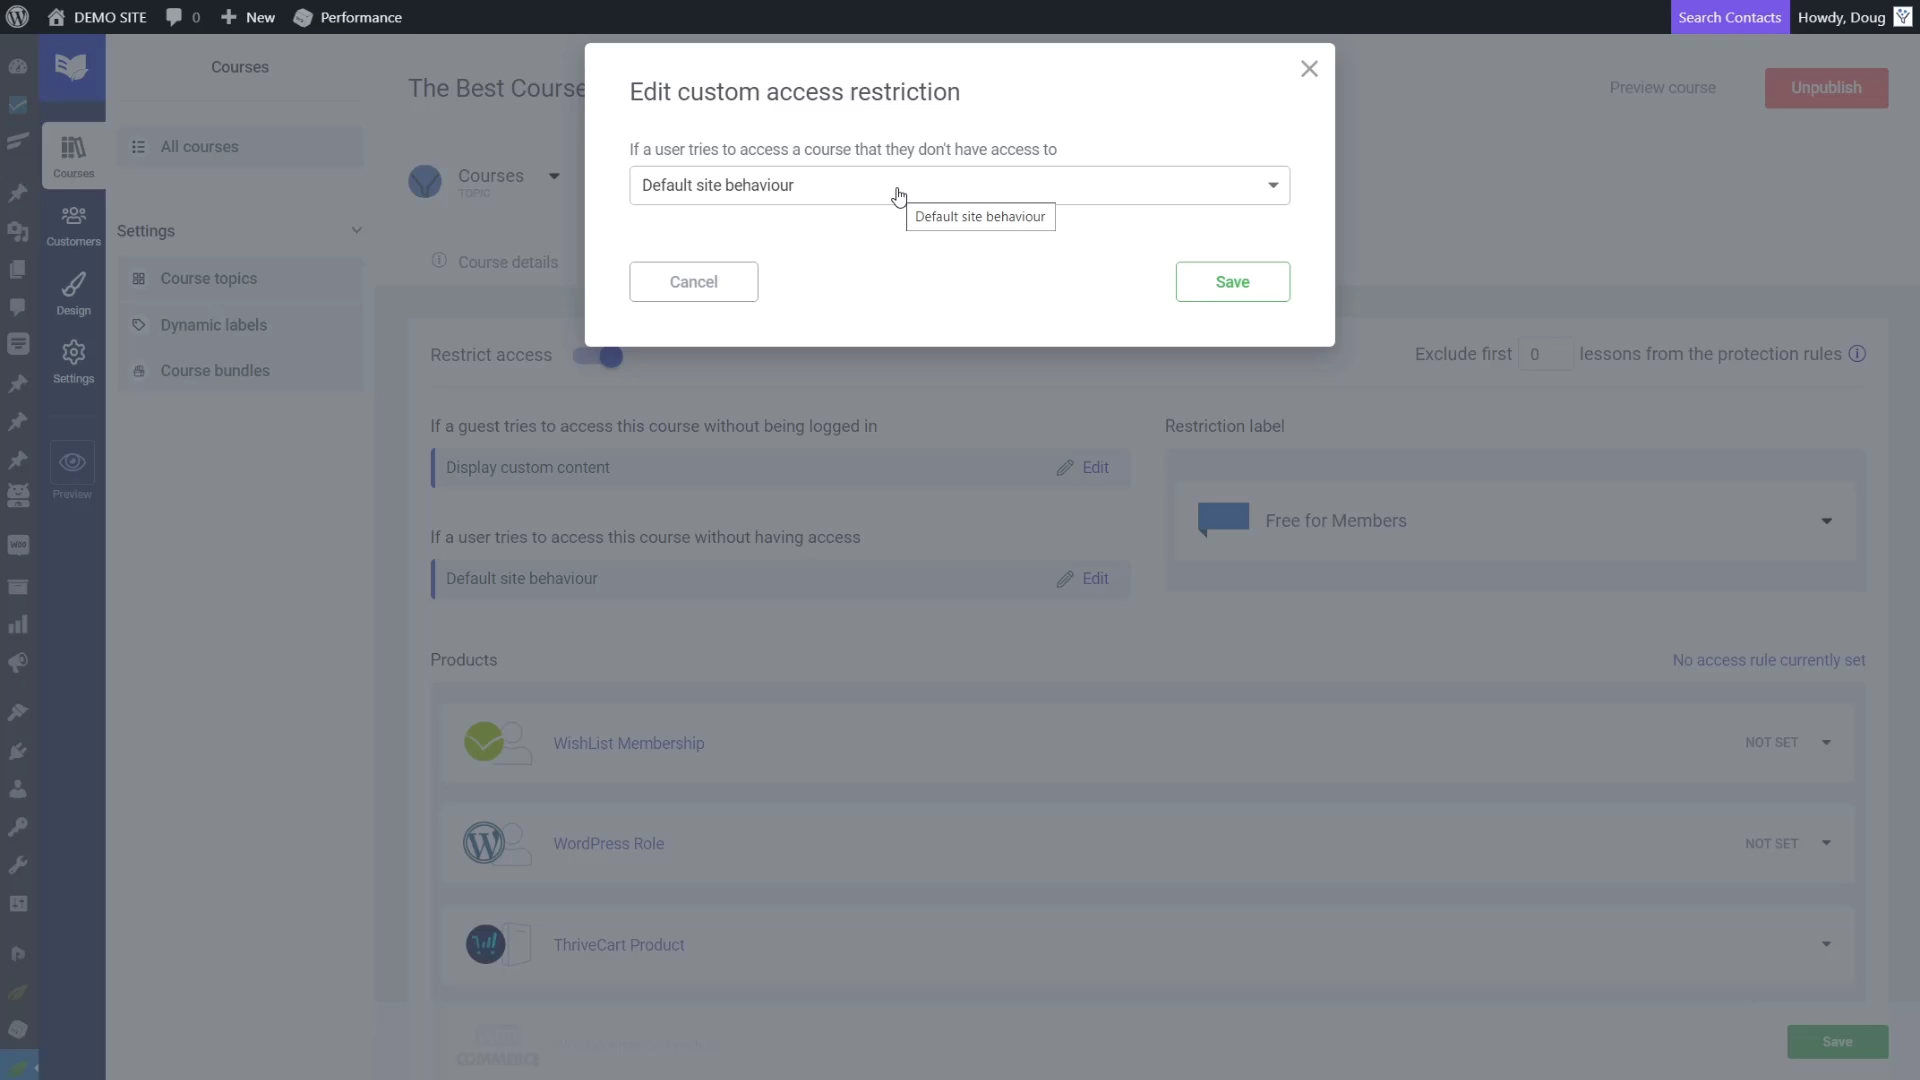 DEMO SITE
0
New
Performance
Search Contacts
Howdy, Doug
Courses
The Best Course
Edit custom access restriction
Preview course
Unpublish
All courses
Courses
Courses
TOPIC
If a user tries to access a course that they don't have access to
Default site behaviour
Default site behaviour
Customers
Settings
Course details
Cancel
Save
Course topics
Design
Dynamic labels
Settings
Course bundles
Restrict access
Exclude first 0 lessons from the protection rules
If a guest tries to access this course without being logged in
Restriction label
Display custom content
Edit
Preview
Free for Members
If a user tries to access this course without having access
Default site behaviour
Edit
WOO
Products
No access rule currently set
WishList Membership
NOT SET
WordPress Role
NOT SET
ThriveCart Product
COMMERCE
Save